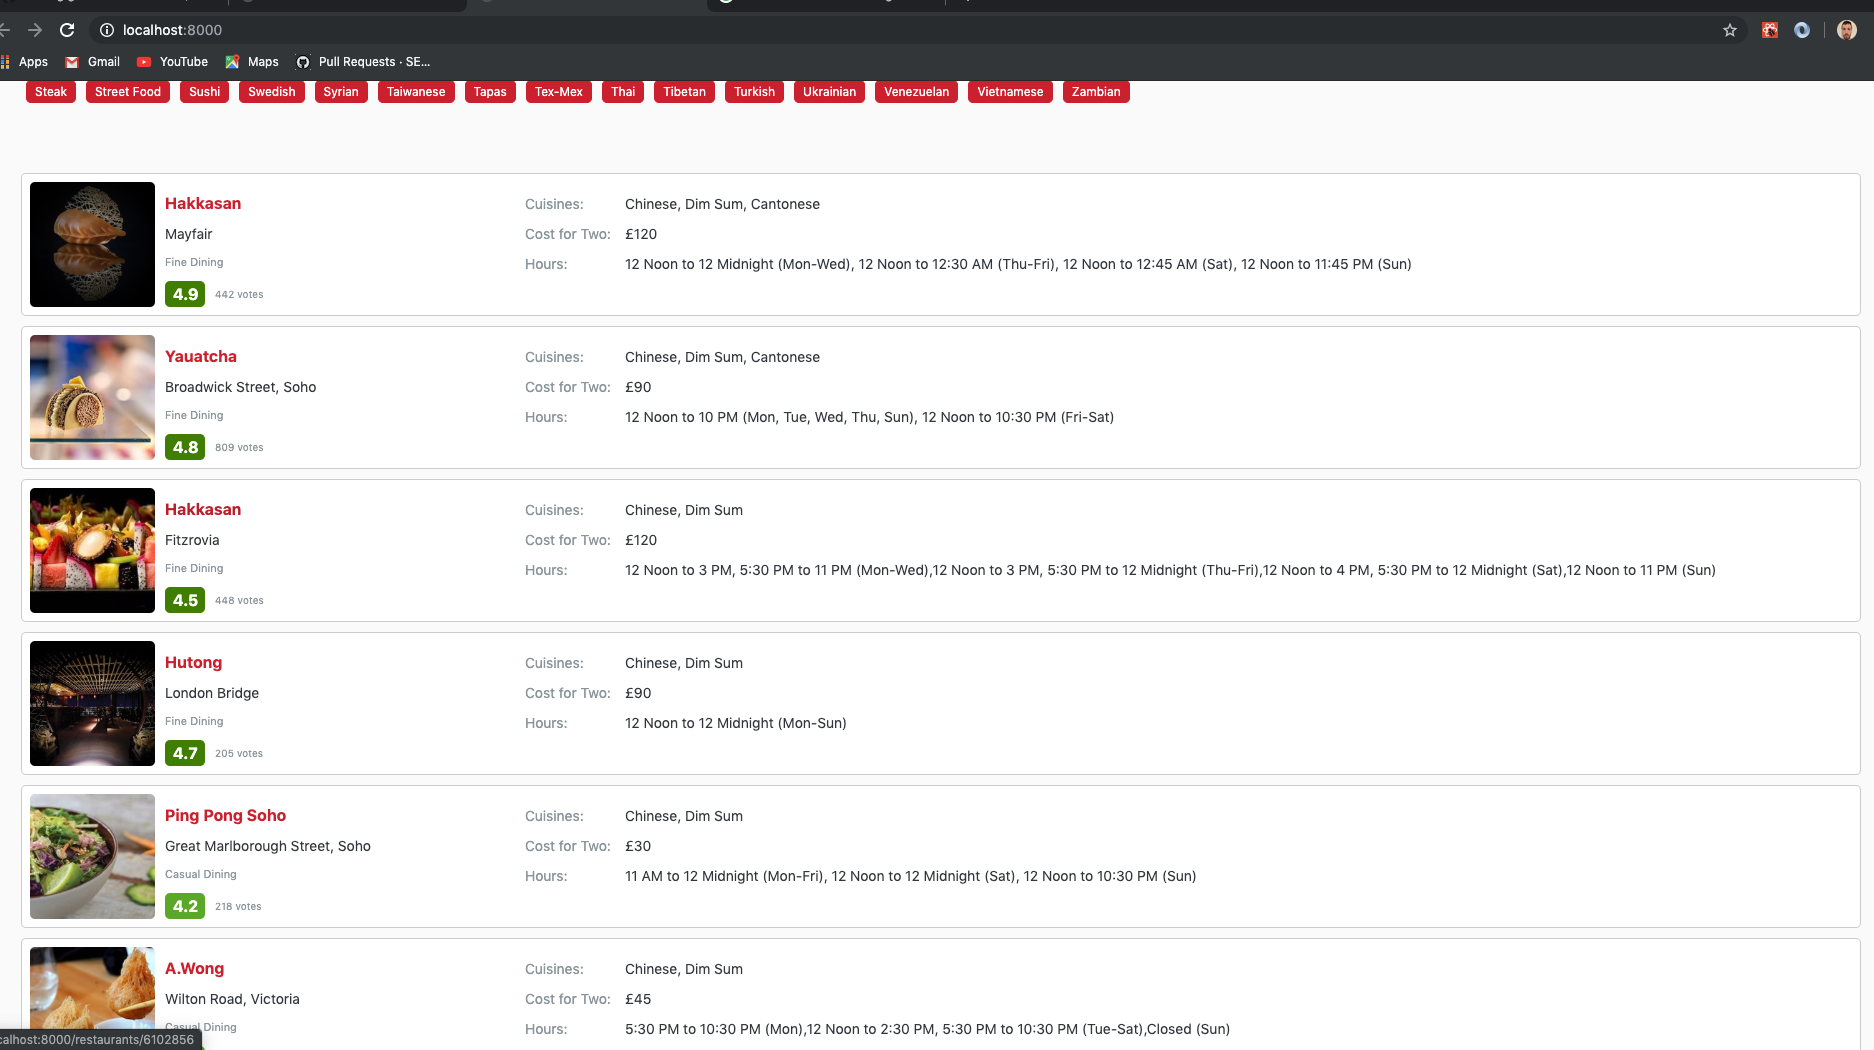 localhost:8000
Apps Gmail YouTube Maps Pull Requests · SE...
Steak Street Food Sushi Swedish Syrian Taiwanese Tapas Tex-Mex Thai Tibetan Turkish Ukrainian Venezuelan Vietnamese Zambian
Hakkasan
Mayfair
Fine Dining
4.9 442 votes
Cuisines: Chinese, Dim Sum, Cantonese
Cost for Two: £120
Hours: 12 Noon to 12 Midnight (Mon-Wed), 12 Noon to 12:30 AM (Thu-Fri), 12 Noon to 12:45 AM (Sat), 12 Noon to 11:45 PM (Sun)
Yauatcha
Broadwick Street, Soho
Fine Dining
4.8 809 votes
Cuisines: Chinese, Dim Sum, Cantonese
Cost for Two: £90
Hours: 12 Noon to 10 PM (Mon, Tue, Wed, Thu, Sun), 12 Noon to 10:30 PM (Fri-Sat)
Hakkasan
Fitzrovia
Fine Dining
4.5 448 votes
Cuisines: Chinese, Dim Sum
Cost for Two: £120
Hours: 12 Noon to 3 PM, 5:30 PM to 11 PM (Mon-Wed),12 Noon to 3 PM, 5:30 PM to 12 Midnight (Thu-Fri),12 Noon to 4 PM, 5:30 PM to 12 Midnight (Sat),12 Noon to 11 PM (Sun)
Hutong
London Bridge
Fine Dining
4.7 205 votes
Cuisines: Chinese, Dim Sum
Cost for Two: £90
Hours: 12 Noon to 12 Midnight (Mon-Sun)
Ping Pong Soho
Great Marlborough Street, Soho
Casual Dining
4.2 218 votes
Cuisines: Chinese, Dim Sum
Cost for Two: £30
Hours: 11 AM to 12 Midnight (Mon-Fri), 12 Noon to 12 Midnight (Sat), 12 Noon to 10:30 PM (Sun)
A.Wong
Wilton Road, Victoria
Casual Dining
Cuisines: Chinese, Dim Sum
Cost for Two: £45
Hours: 5:30 PM to 10:30 PM (Mon),12 Noon to 2:30 PM, 5:30 PM to 10:30 PM (Tue-Sat),Closed (Sun)
calhost:8000/restaurants/6102856